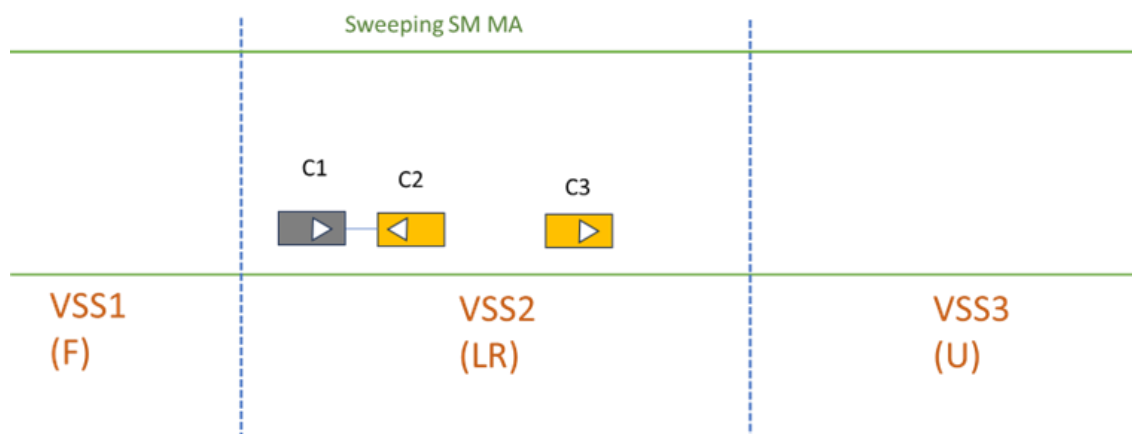 Sweeping SM MA
C1
C2
C3
VSS1
(F)
VSS2
(LR)
VSS3
(U)